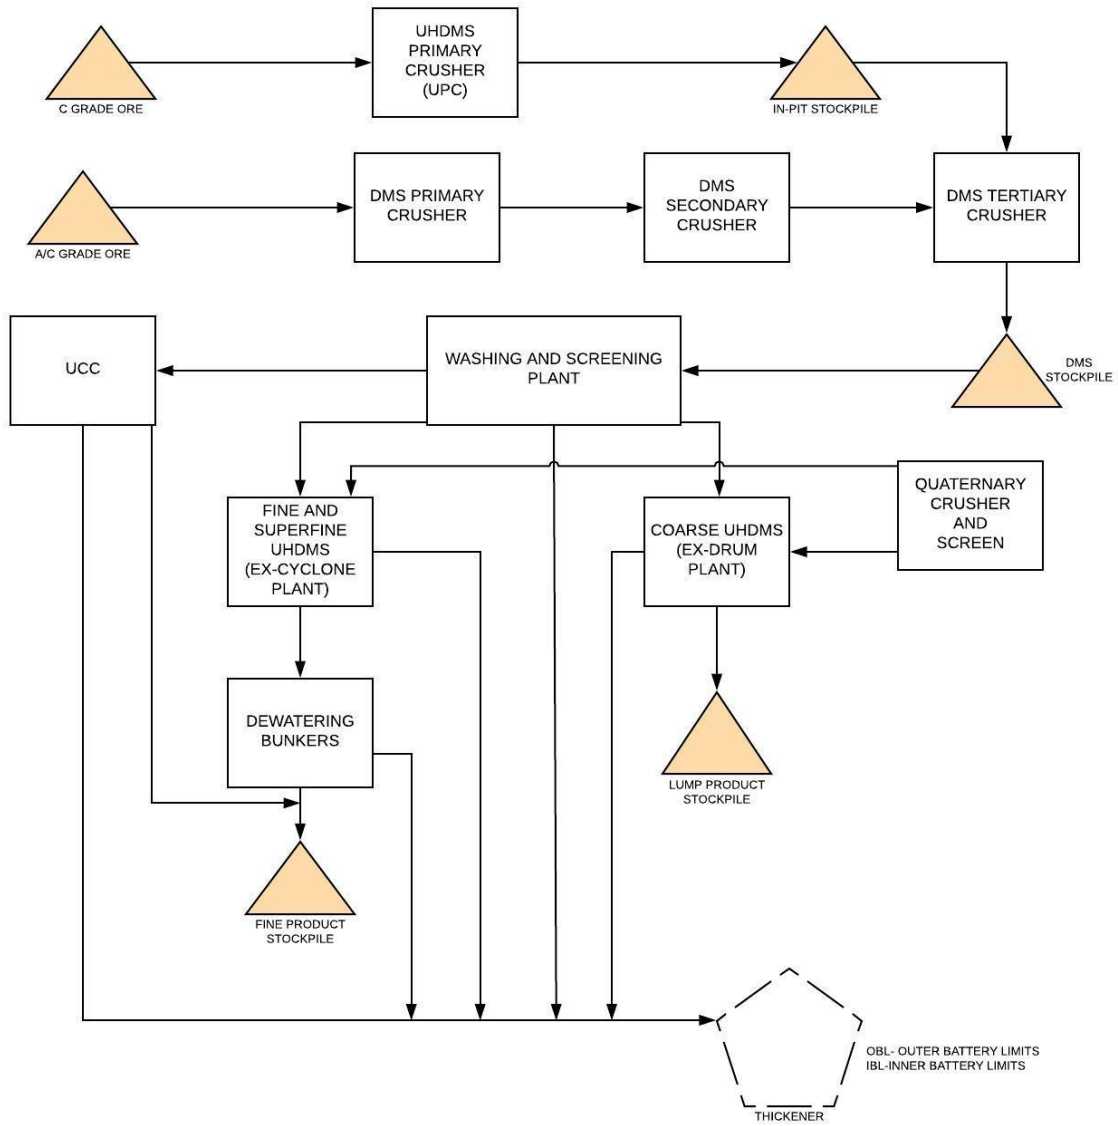 UHDMS
PRIMARY
CRUSHER
(UPC)
C GRADE ORE
IN-PIT STOCKPILE
DMS PRIMARY
CRUSHER
DMS
SECONDARY
CRUSHER
DMS TERTIARY
CRUSHER
A/C GRADE ORE
UCC
WASHING AND SCREENING
PLANT
DMS
STOCKPILE
QUATERNARY
CRUSHER
AND
SCREEN
FINE AND
SUPERFINE
UHDMS
(EX-CYCLONE
PLANT)
COARSE UHDMS
(EX-DRUM
PLANT)
DEWATERING
BUNKERS
LUMP PRODUCT
STOCKPILE
FINE PRODUCT
STOCKPILE
OBL- OUTER BATTERY LIMITS
IBL-INNER BATTERY LIMITS
THICKENER